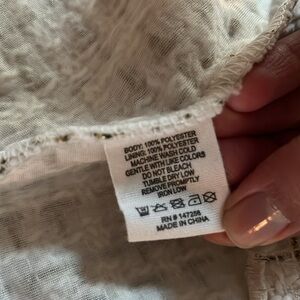 BODY: 100% POLYESTER
LINING: 100% POLYESTER
MACHINE WASH COLD
GENTLE WITH LIKE COLORS
DO NOT BLEACH
TUMBLE DRY LOW
REMOVE PROMPTLY
IRON LOW
RN # 147258
MADE IN CHINA